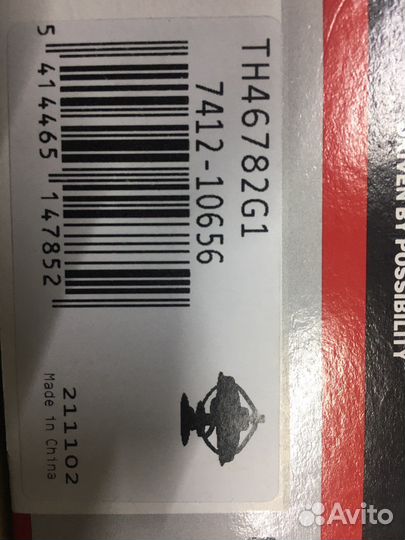 TH46782G1
7412-10656
5 414465 147852
211102
Made in China
DRIVEN BY POSSIBILITY
Avito